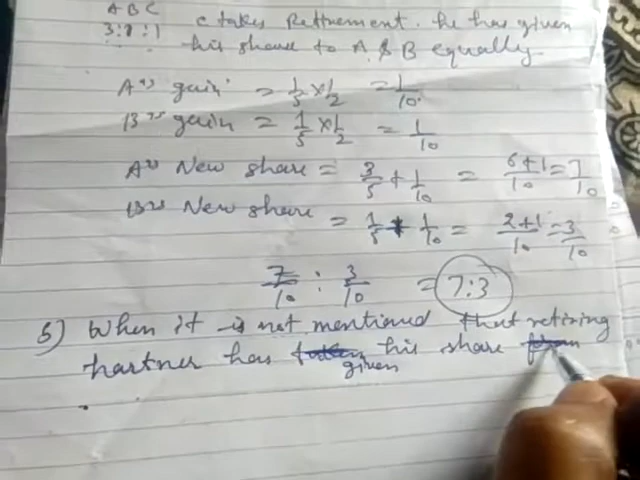 A B C
3:1:1
C takes Retirement. he has given
his share to A & B equally
A's gain = 1/5 × 1/2 = 1/10
B's gain = 1/5 × 1/2 = 1/10
A's New share = 3/5 + 1/10 = 6+1/10 = 7/10
B's New share = 1/5 + 1/10 = 2+1/10 = 3/10
7/10 : 3/10 = 7:3
5) When it is not mentioned that retiring
partner has given his share